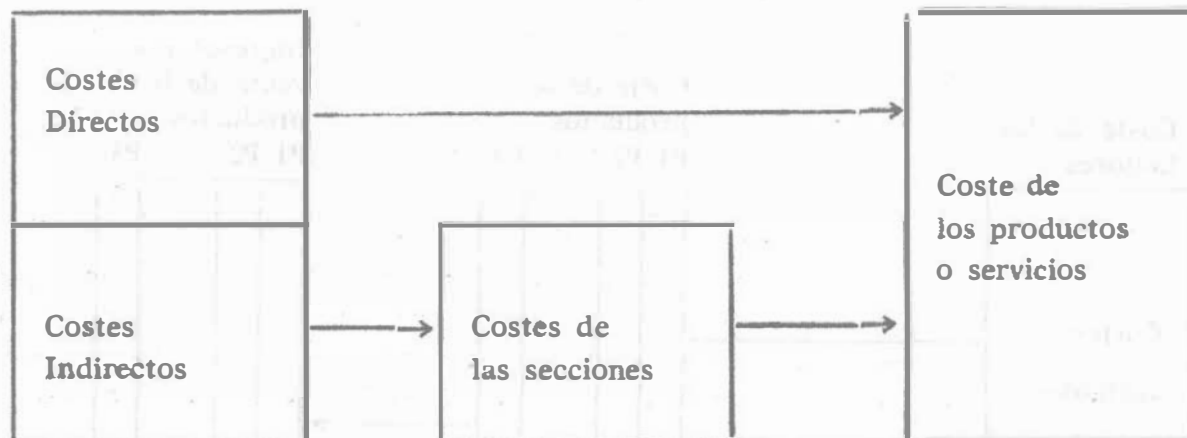 Costes
Directos
Costes
Indirectos
Costes de
las secciones
Coste de
los productos
o servicios